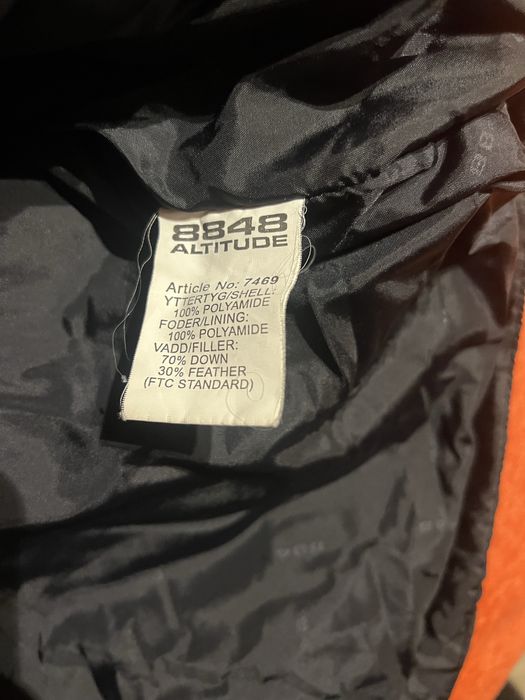 8848
ALTITUDE
Article No: 7469
YTTERTYG/SHELL:
100% POLYAMIDE
FODER/LINING:
100% POLYAMIDE
VADD/FILLER:
70% DOWN
30% FEATHER
(FTC STANDARD)